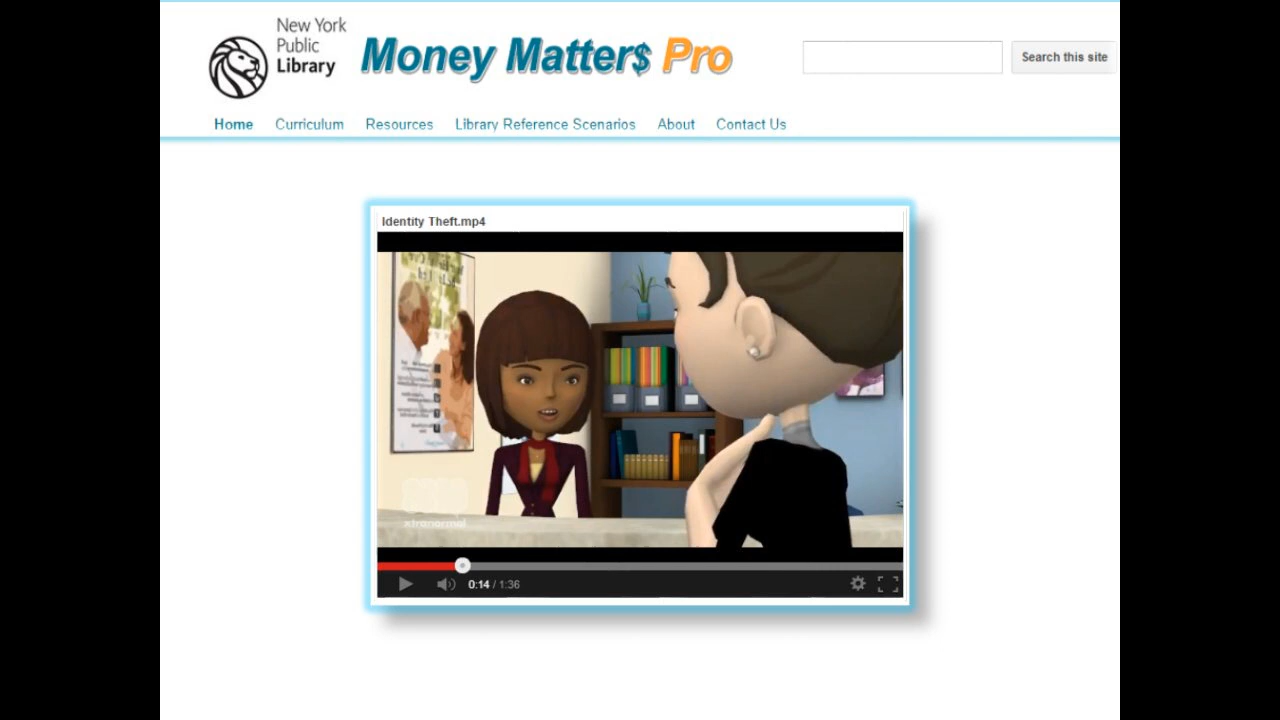 New York
Public
Library
Money Matter$ Pro
Search this site
Home Curriculum Resources Library Reference Scenarios About Contact Us
Identity Theft.mp4
xtranormal
0:14 / 1:36